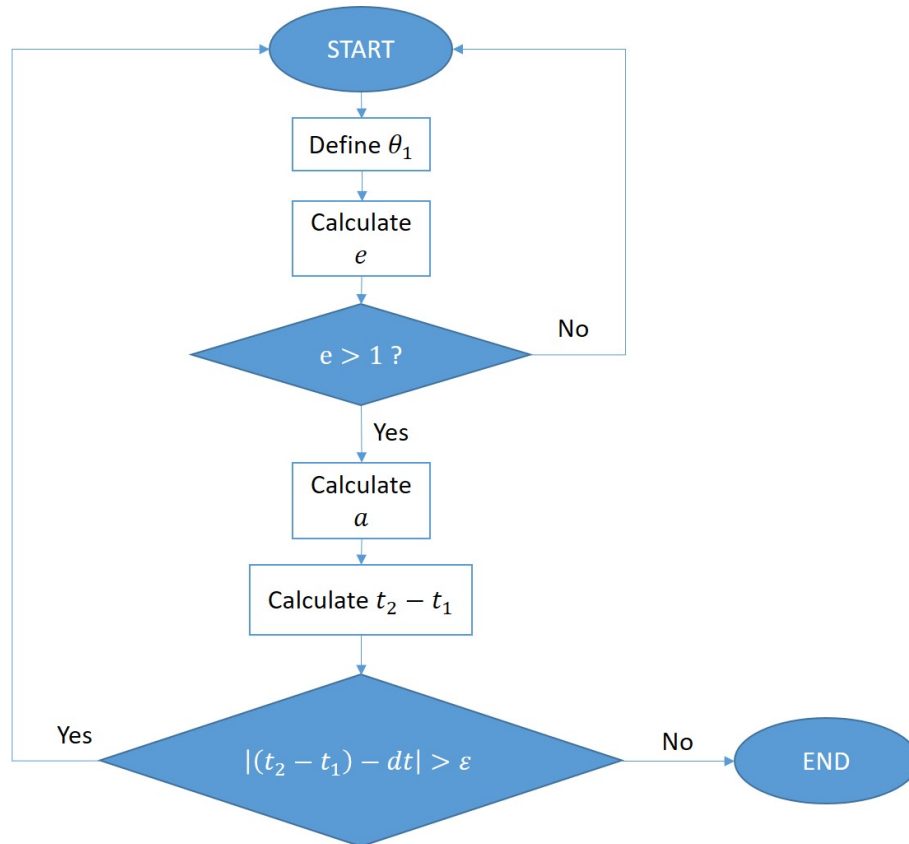 START
Define θ₁
Calculate
e
e > 1 ?
No
Yes
Calculate
a
Calculate t₂ − t₁
Yes
|(t₂ − t₁) − dt| > ε
No
END